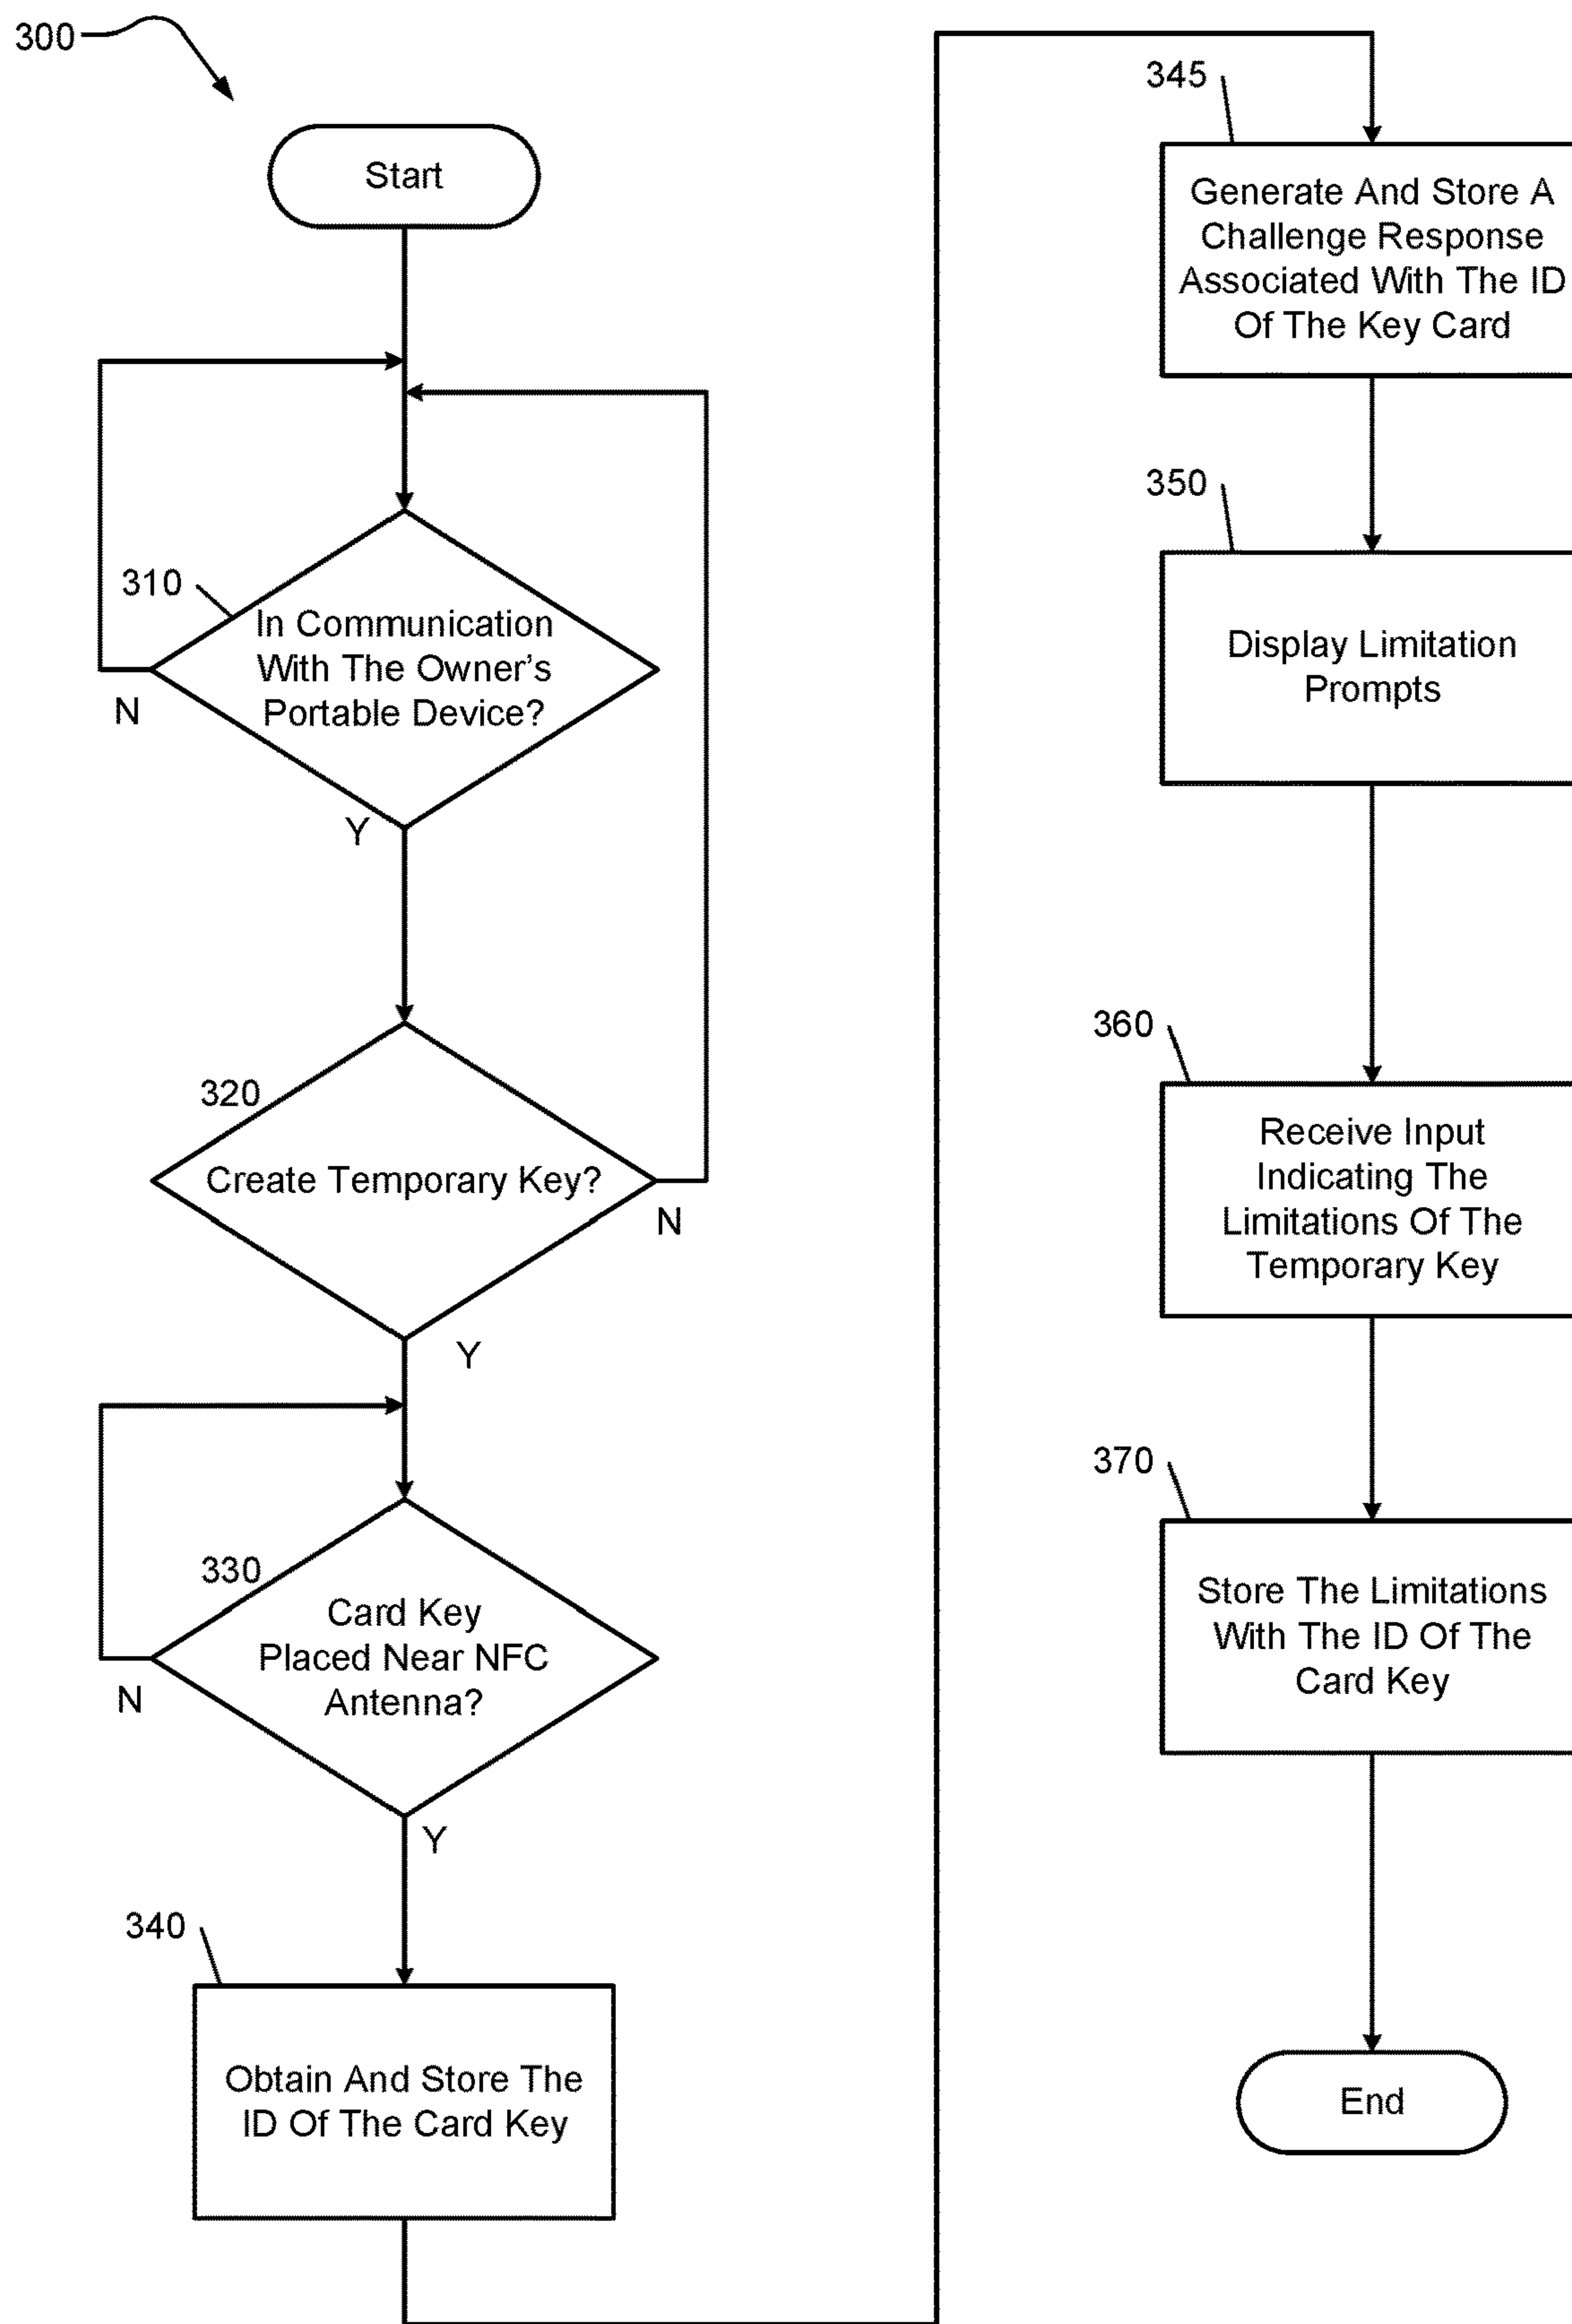 300
Start
310
In Communication
With The Owner's
Portable Device?
N
Y
320
Create Temporary Key?
N
Y
330
Card Key
Placed Near NFC
Antenna?
N
Y
340
Obtain And Store The
ID Of The Card Key
345
Generate And Store A
Challenge Response
Associated With The ID
Of The Key Card
350
Display Limitation
Prompts
360
Receive Input
Indicating The
Limitations Of The
Temporary Key
370
Store The Limitations
With The ID Of The
Card Key
End